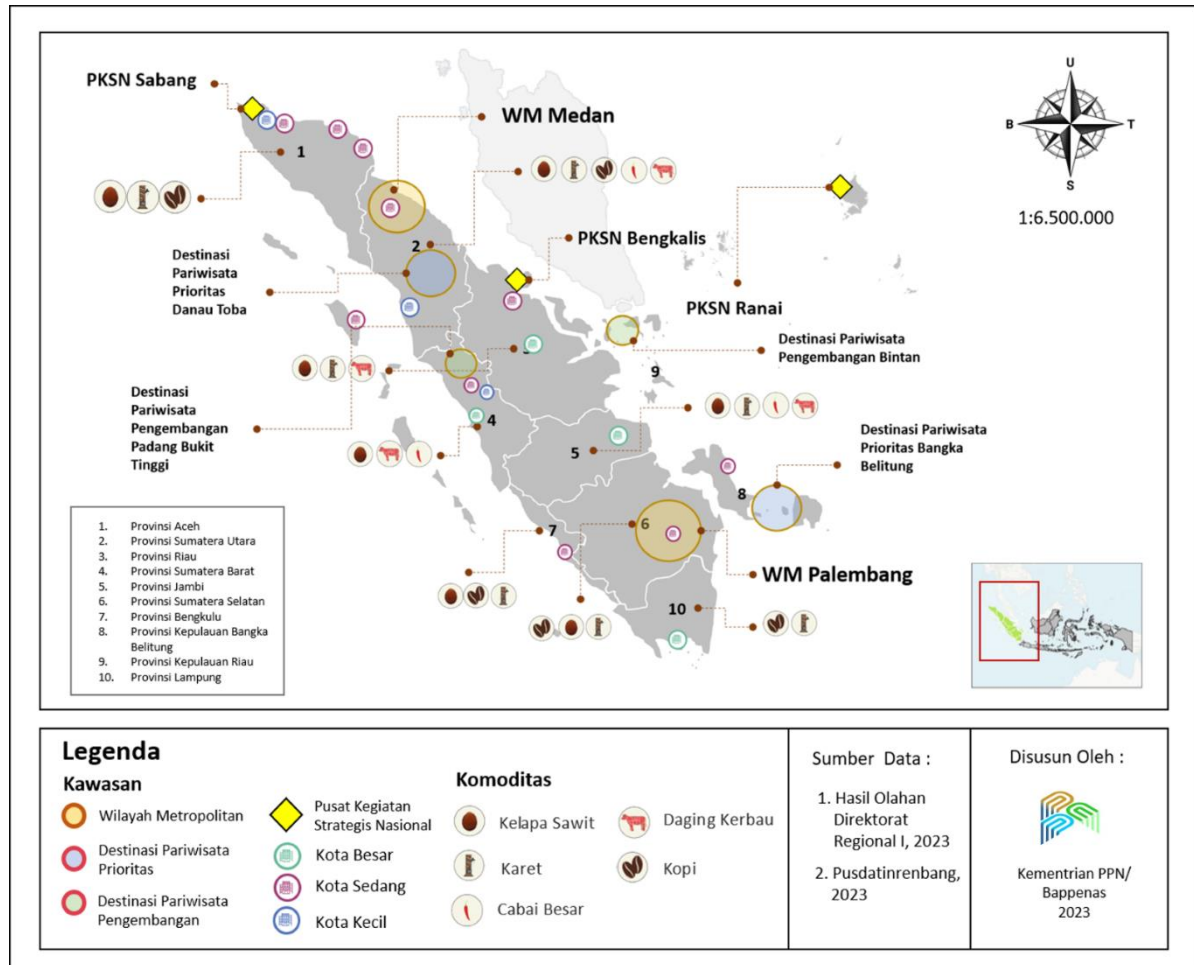 PKSN Sabang
WM Medan
U
B
T
S
1:6.500.000
1
2
PKSN Bengkalis
Destinasi
Pariwisata
Prioritas
Danau Toba
PKSN Ranai
Destinasi Pariwisata
Pengembangan Bintan
9
Destinasi
Pariwisata
Pengembangan
Padang Bukit
Tinggi
4
5
Destinasi Pariwisata
Prioritas Bangka
Belitung
8
6
7
WM Palembang
10
1. Provinsi Aceh
2. Provinsi Sumatera Utara
3. Provinsi Riau
4. Provinsi Sumatera Barat
5. Provinsi Jambi
6. Provinsi Sumatera Selatan
7. Provinsi Bengkulu
8. Provinsi Kepulauan Bangka
Belitung
9. Provinsi Kepulauan Riau
10. Provinsi Lampung
Legenda
Kawasan
Wilayah Metropolitan
Destinasi Pariwisata
Prioritas
Destinasi Pariwisata
Pengembangan
Pusat Kegiatan
Strategis Nasional
Kota Besar
Kota Sedang
Kota Kecil
Komoditas
Kelapa Sawit
Karet
Cabai Besar
Daging Kerbau
Kopi
Sumber Data :
1. Hasil Olahan
Direktorat
Regional I, 2023
2. Pusdatinrenbang,
2023
Disusun Oleh :
Kementrian PPN/
Bappenas
2023